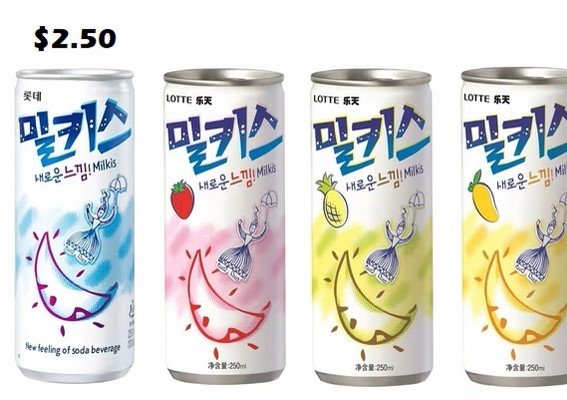 $2.50
롯데
밀키스
새로운 느낌! Milkis
New feeling of soda beverage
LOTTE 乐天
밀키스
새로운 느낌! Milkis
净含量:250ml
LOTTE 乐天
밀키스
새로운 느낌! Milkis
净含量:250ml
LOTTE 乐天
밀키스
새로운 느낌! Milkis
净含量:250ml